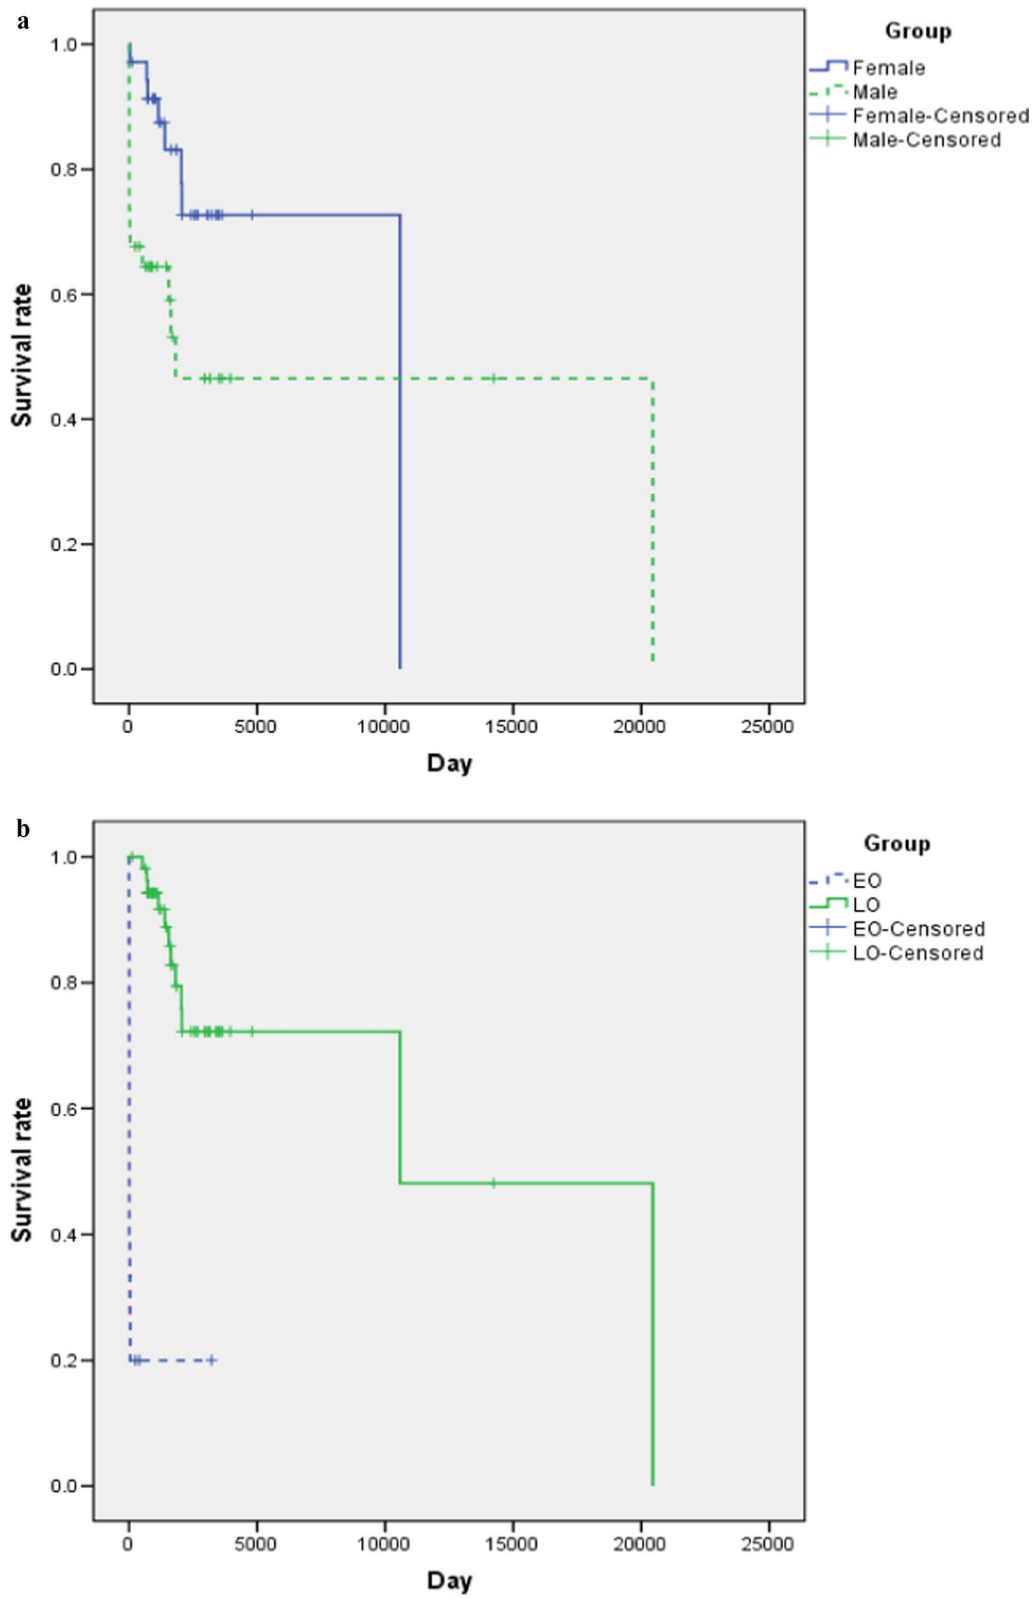 a
Group
Female
Male
Female-Censored
Male-Censored
1.0
0.8
0.6
0.4
0.2
0.0
Survival rate
0 5000 10000 15000 20000 25000
Day
b
Group
EO
LO
EO-Censored
LO-Censored
1.0
0.8
0.6
0.4
0.2
0.0
Survival rate
0 5000 10000 15000 20000 25000
Day